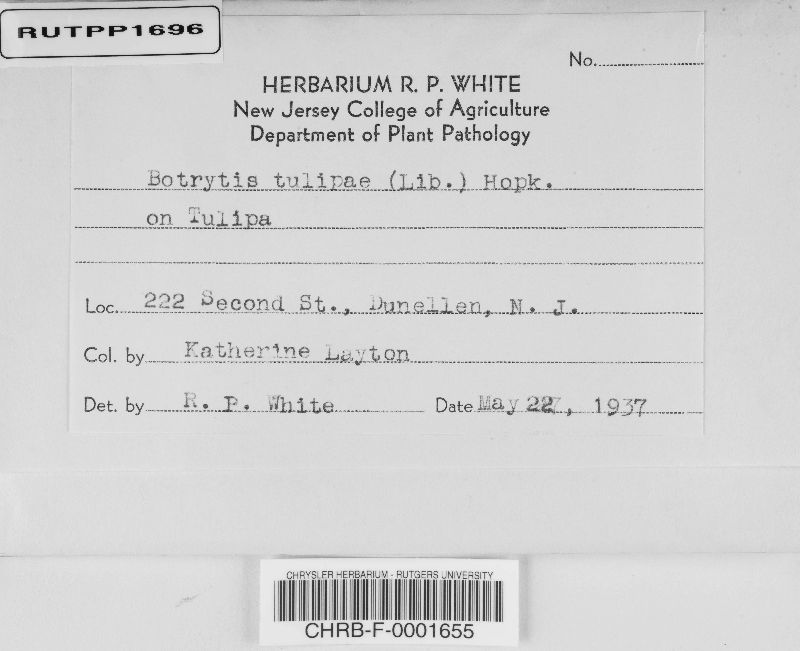 RUTPP1696
No.
HERBARIUM R. P. WHITE
New Jersey College of Agriculture
Department of Plant Pathology
Botrytis tulipae (Lib.) Hopk.
on Tulipa
Loc. 222 Second St., Dunellen, N. J.
Col. by Katherine Layton
Det. by R. P. White Date May , 1937
CHRYSLER HERBARIUM - RUTGERS UNIVERSITY
CHRB-F-0001655